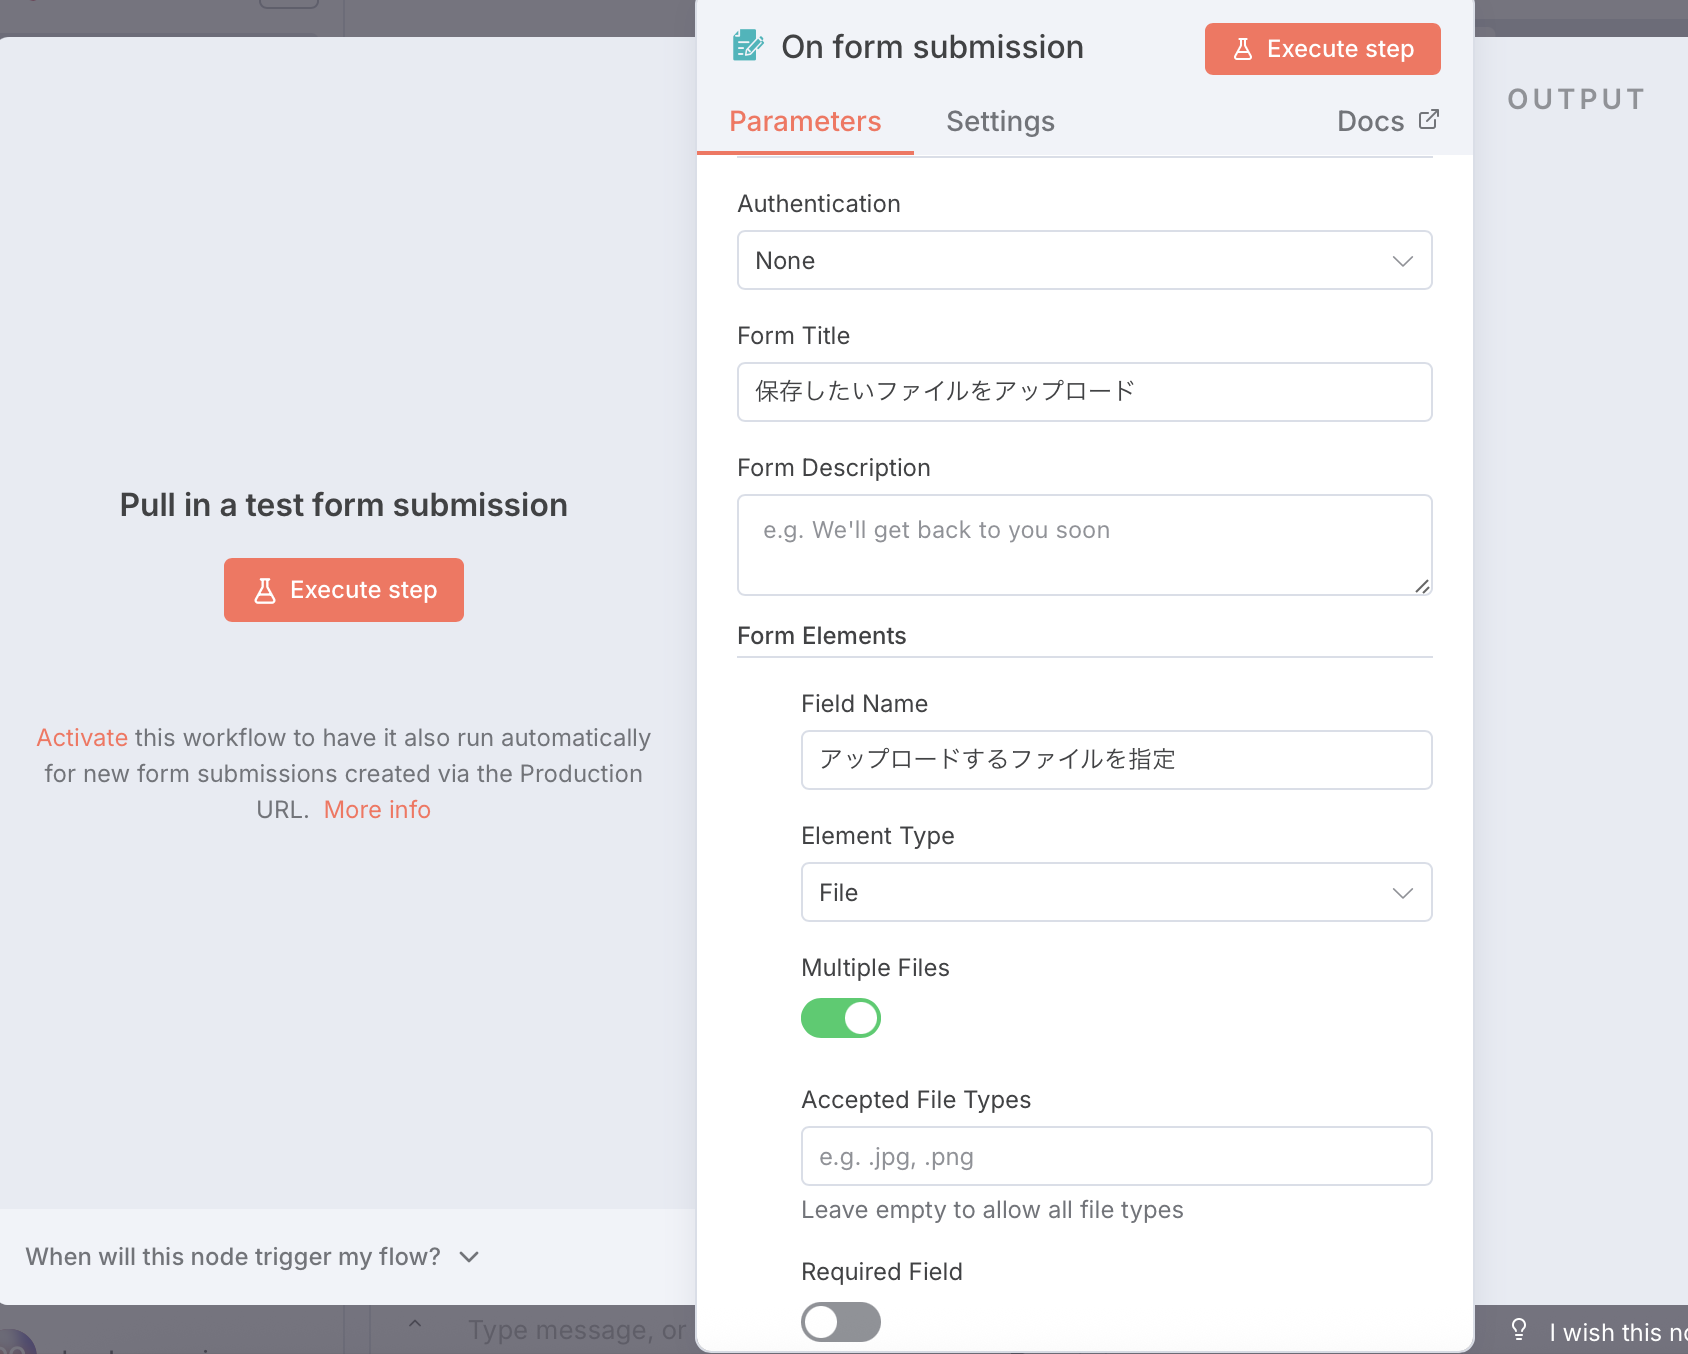 On form submission
Execute step
Parameters
Settings
Docs
OUTPUT
Authentication
None
Form Title
保存したいファイルをアップロード
Form Description
e.g. We'll get back to you soon
Form Elements
Field Name
アップロードするファイルを指定
Element Type
File
Multiple Files
Accepted File Types
e.g. .jpg, .png
Leave empty to allow all file types
Required Field
Pull in a test form submission
Execute step
Activate this workflow to have it also run automatically
for new form submissions created via the Production
URL. More info
When will this node trigger my flow?
Type message, or
I wish this